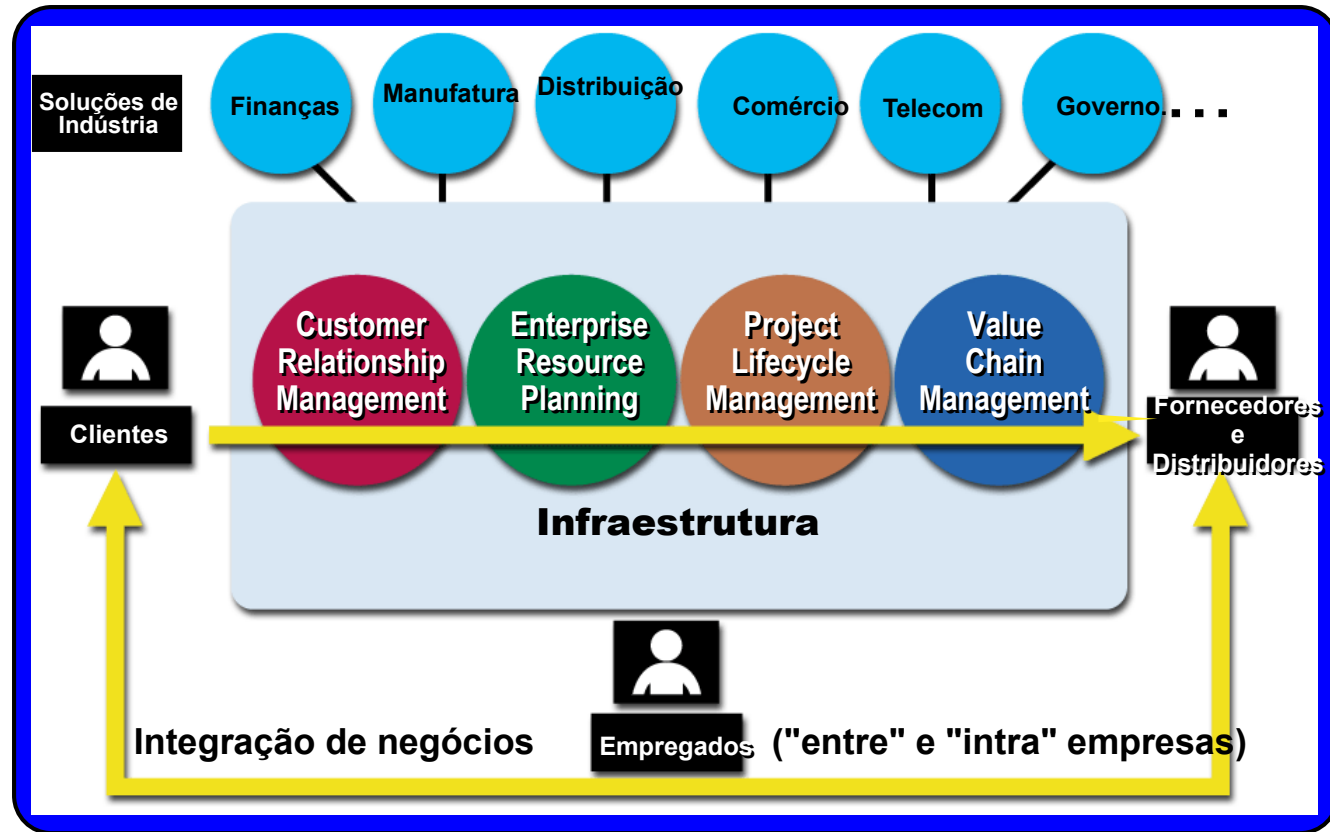 Soluções de
Indústria
Finanças
Manufatura
Distribuição
Comércio
Telecom
Governo.
...
Customer
Relationship
Management
Enterprise
Resource
Planning
Project
Lifecycle
Management
Value
Chain
Management
Clientes
Fornecedores
e
Distribuidores
Infraestrutura
Integração de negócios
Empregados
("entre" e "intra" empresas)